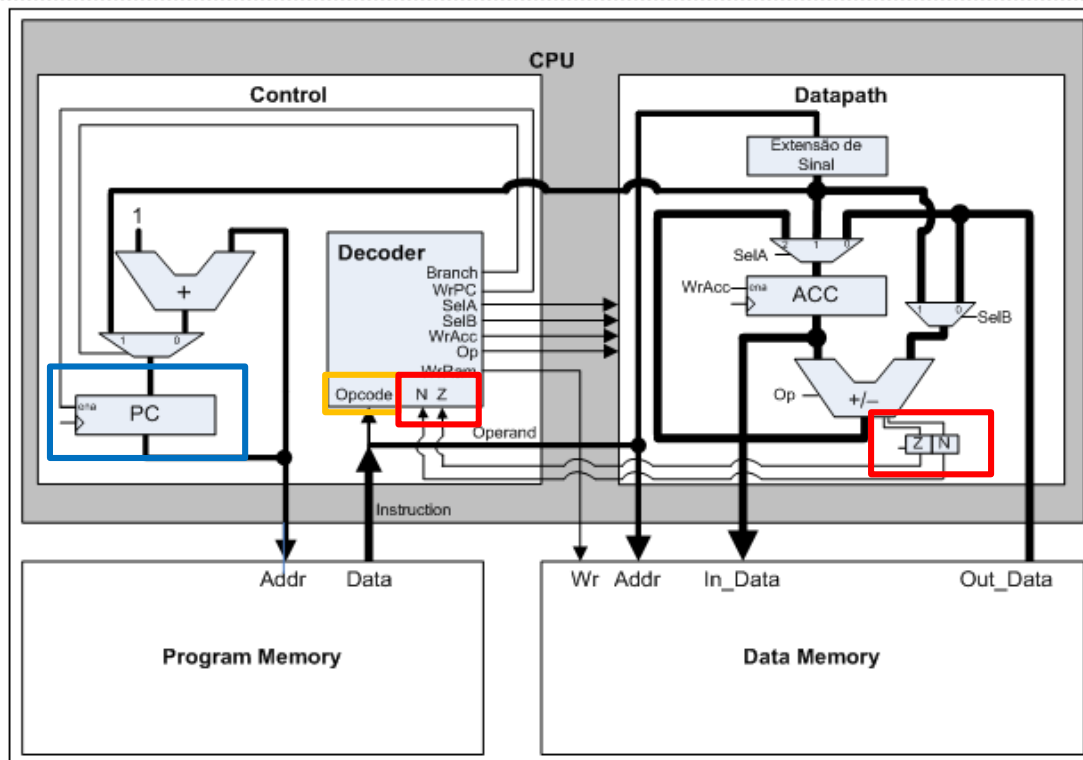 CPU
Control
Datapath
Extensão de
Sinal
1
+
1
0
ena
PC
Decoder
Branch
WrPC
SelA
SelB
WrAcc
Op
WrRam
Opcode
N Z
Operand
Instruction
2
1
0
SelA
WrAcc
ena
ACC
1
0
SelB
Op
+/−
Z N
Addr
Data
Wr
Addr
In_Data
Out_Data
Program Memory
Data Memory